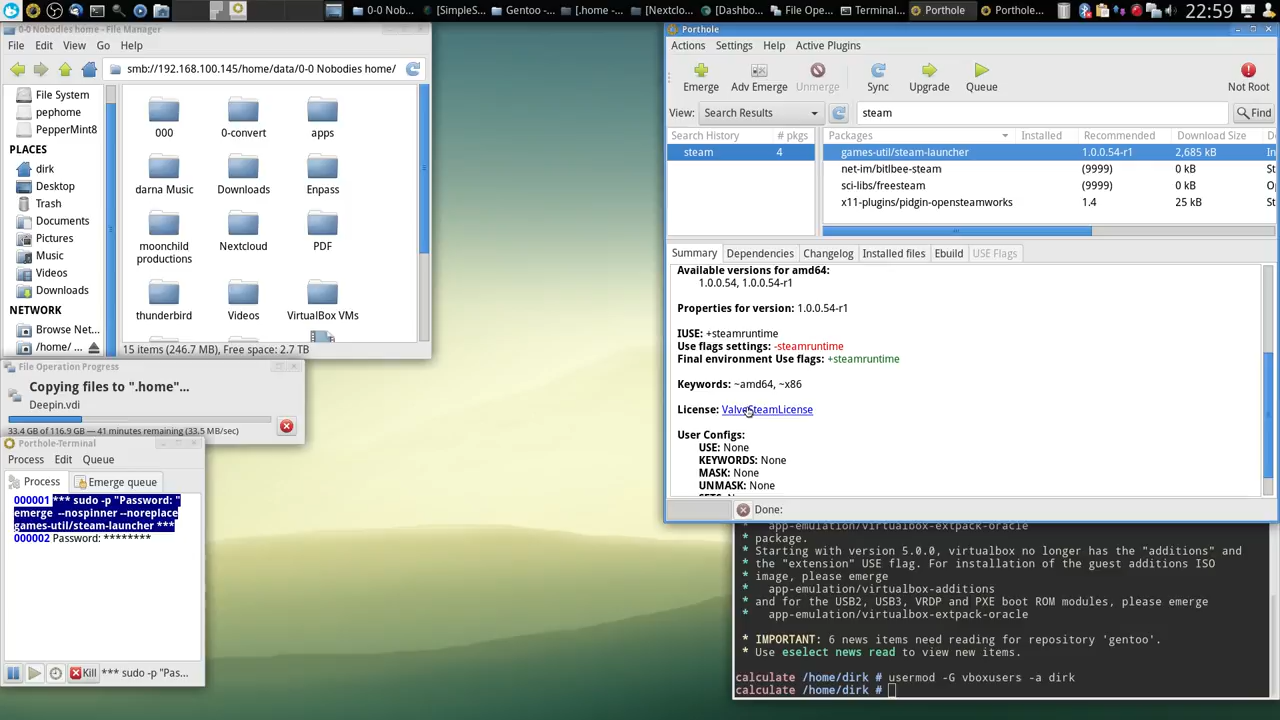 0-0 Nob...
[SimpleS...
Gentoo -...
[.home -...
[Nextclo...
[Dashbo...
File Ope...
Terminal...
Porthole
Porthole...
22:59
0-0 Nobodies home - File Manager
File Edit View Go Help
smb://192.168.100.145/home/data/0-0 Nobodies home/
File System
pephome
PepperMint8
PLACES
dirk
Desktop
Trash
Documents
Pictures
Music
Videos
Downloads
NETWORK
Browse Net...
/home/ ...
000
0-convert
apps
darna Music
Downloads
Enpass
moonchild
productions
Nextcloud
PDF
thunderbird
Videos
VirtualBox VMs
15 items (246.7 MB), Free space: 2.7 TB
File Operation Progress
Copying files to ".home"...
Deepin.vdi
33.4 GB of 116.9 GB — 41 minutes remaining (33.5 MB/sec)
Porthole-Terminal
Process Edit Queue
Process
Emerge queue
000001 *** sudo -p "Password: "
emerge --nospinner --noreplace
games-util/steam-launcher ***
000002 Password: ********
Kill
*** sudo -p "Pas...
Porthole
Actions Settings Help Active Plugins
Emerge
Adv Emerge
Unmerge
Sync
Upgrade
Queue
Not Root
View:
Search Results
steam
Find
Search History # pkgs
steam 4
Packages Installed Recommended Download Size D
games-util/steam-launcher 1.0.0.54-r1 2,685 kB In
net-im/bitlbee-steam (9999) 0 kB St
sci-libs/freesteam (9999) 0 kB
x11-plugins/pidgin-opensteamworks 1.4 25 kB St
Summary Dependencies Changelog Installed files Ebuild USE Flags
Available versions for amd64:
1.0.0.54, 1.0.0.54-r1
Properties for version: 1.0.0.54-r1
IUSE: +steamruntime
Use flags settings: -steamruntime
Final environment Use flags: +steamruntime
Keywords: ~amd64, ~x86
License: ValveSteamLicense
User Configs:
USE: None
KEYWORDS: None
MASK: None
UNMASK: None
Done:
* app-emulation/virtualbox-extpack-oracle
* package.
* Starting with version 5.0.0, virtualbox no longer has the "additions" and
* the "extension" USE flag. For installation of the guest additions ISO
* image, please emerge
* app-emulation/virtualbox-additions
* and for the USB2, USB3, VRDP and PXE boot ROM modules, please emerge
* app-emulation/virtualbox-extpack-oracle
* IMPORTANT: 6 news items need reading for repository 'gentoo'.
* Use eselect news read to view new items.
calculate /home/dirk # usermod -G vboxusers -a dirk
calculate /home/dirk #